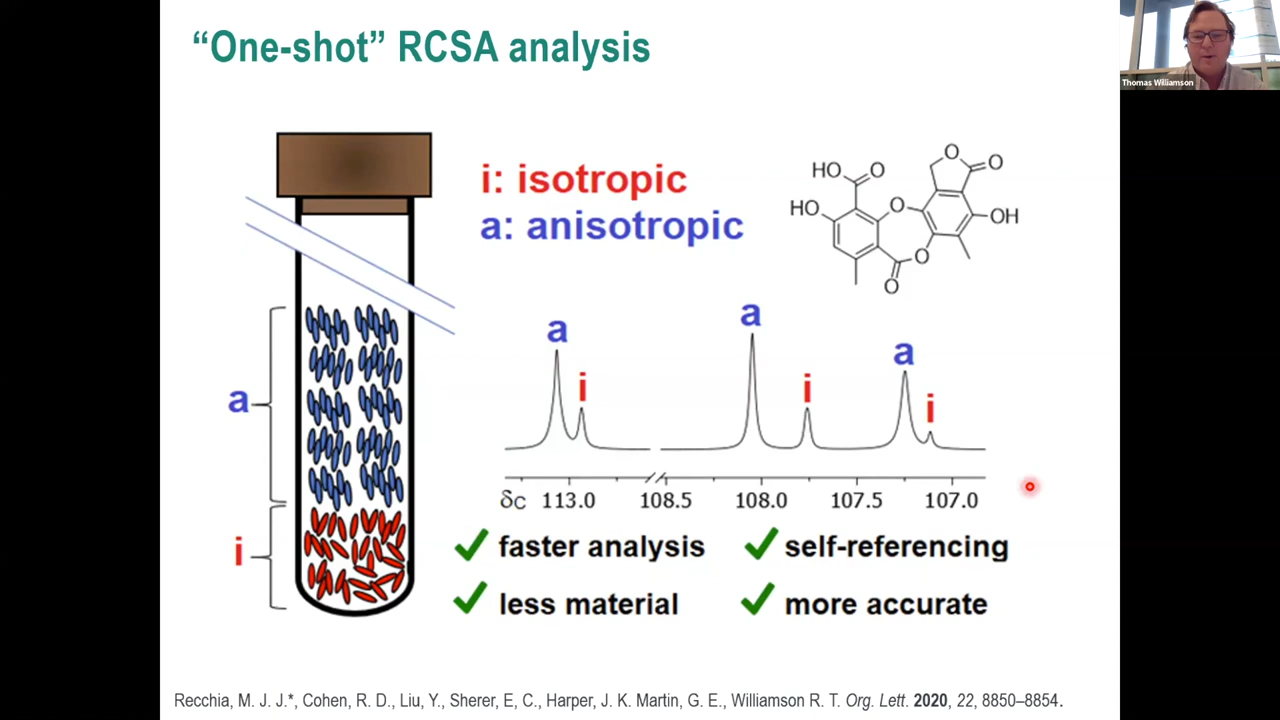 “One-shot” RCSA analysis
Thomas Williamson
i: isotropic
a: anisotropic
HO
O
HO
O
O
O
O
O
OH
a
i
a
i
a
i
a
i
δc 113.0 108.5 108.0 107.5 107.0
faster analysis
self-referencing
less material
more accurate
Recchia, M. J. J.*, Cohen, R. D., Liu, Y., Sherer, E, C., Harper, J. K. Martin, G. E., Williamson R. T. Org. Lett. 2020, 22, 8850–8854.